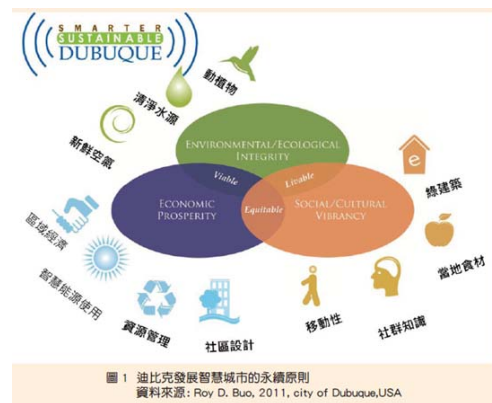 SMARTER
SUSTAINABLE
DUBUQUE
動植物
清淨水源
新鮮空氣
ENVIRONMENTAL/ECOLOGICAL
INTEGRITY
Viable
Livable
ECONOMIC
PROSPERITY
Equitable
SOCIAL/CULTURAL
VIBRANCY
e
綠建築
區域經濟
當地食材
智慧能源使用
資源管理
社區設計
移動性
社群知識
圖 1 迪比克發展智慧城市的永續原則
資料來源: Roy D. Buo, 2011, city of Dubuque,USA